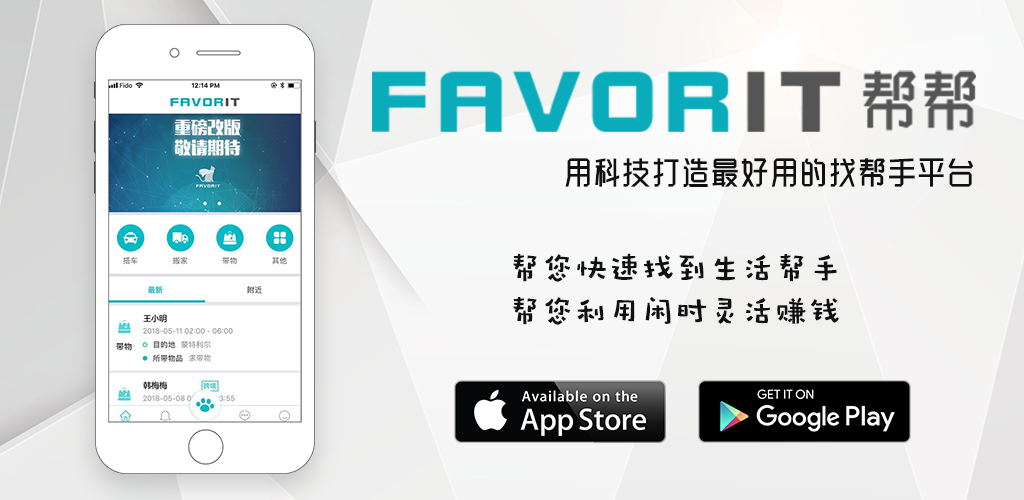 Fido 12:14 PM
FAVORIT
重磅改版
敬请期待
FAVORIT
搭车 搬家 带物 其他
最新 附近
王小明
2018-05-11 02:00 - 06:00
带物
目的地 蒙特利尔
所带物品 求带物
韩梅梅
跨境
2018-05-08 3:55
FAVORIT 帮帮
用科技打造最好用的找帮手平台
帮您快速找到生活帮手
帮您利用闲时灵活赚钱
Available on the
App Store
GET IT ON
Google Play